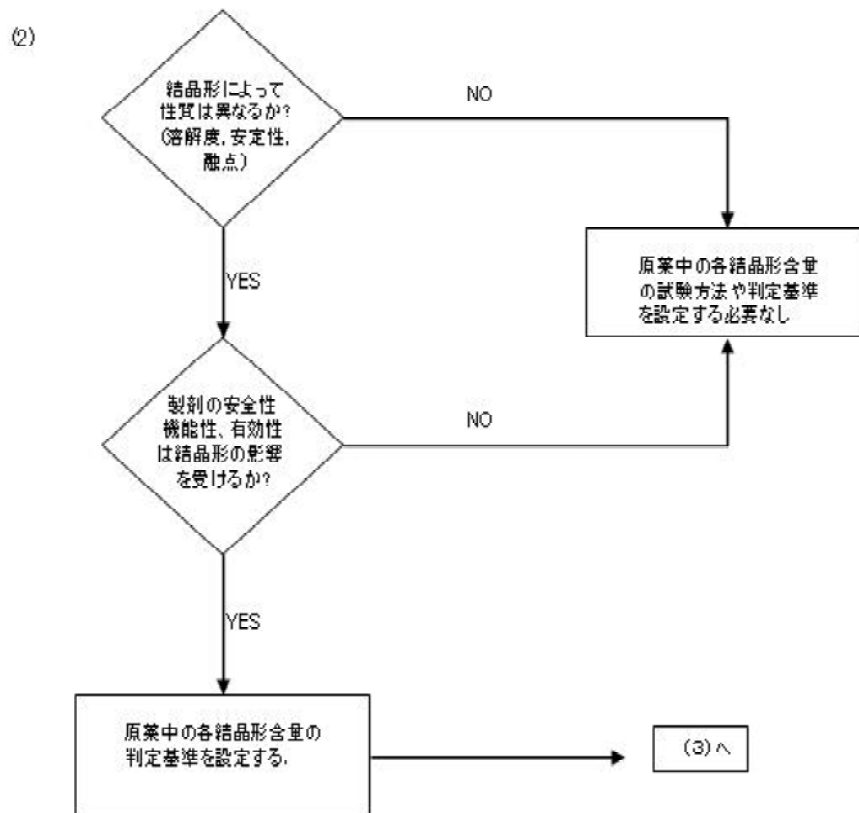 (2)
結晶形によって
性質は異なるか?
(溶解度,安定性,
融点)
NO
YES
原薬中の各結晶形含量
の試験方法や判定基準
を設定する必要なし
製剤の安全性
機能性、有効性
は結晶形の影響
を受けるか?
NO
YES
原薬中の各結晶形含量の
判定基準を設定する.
(3)へ